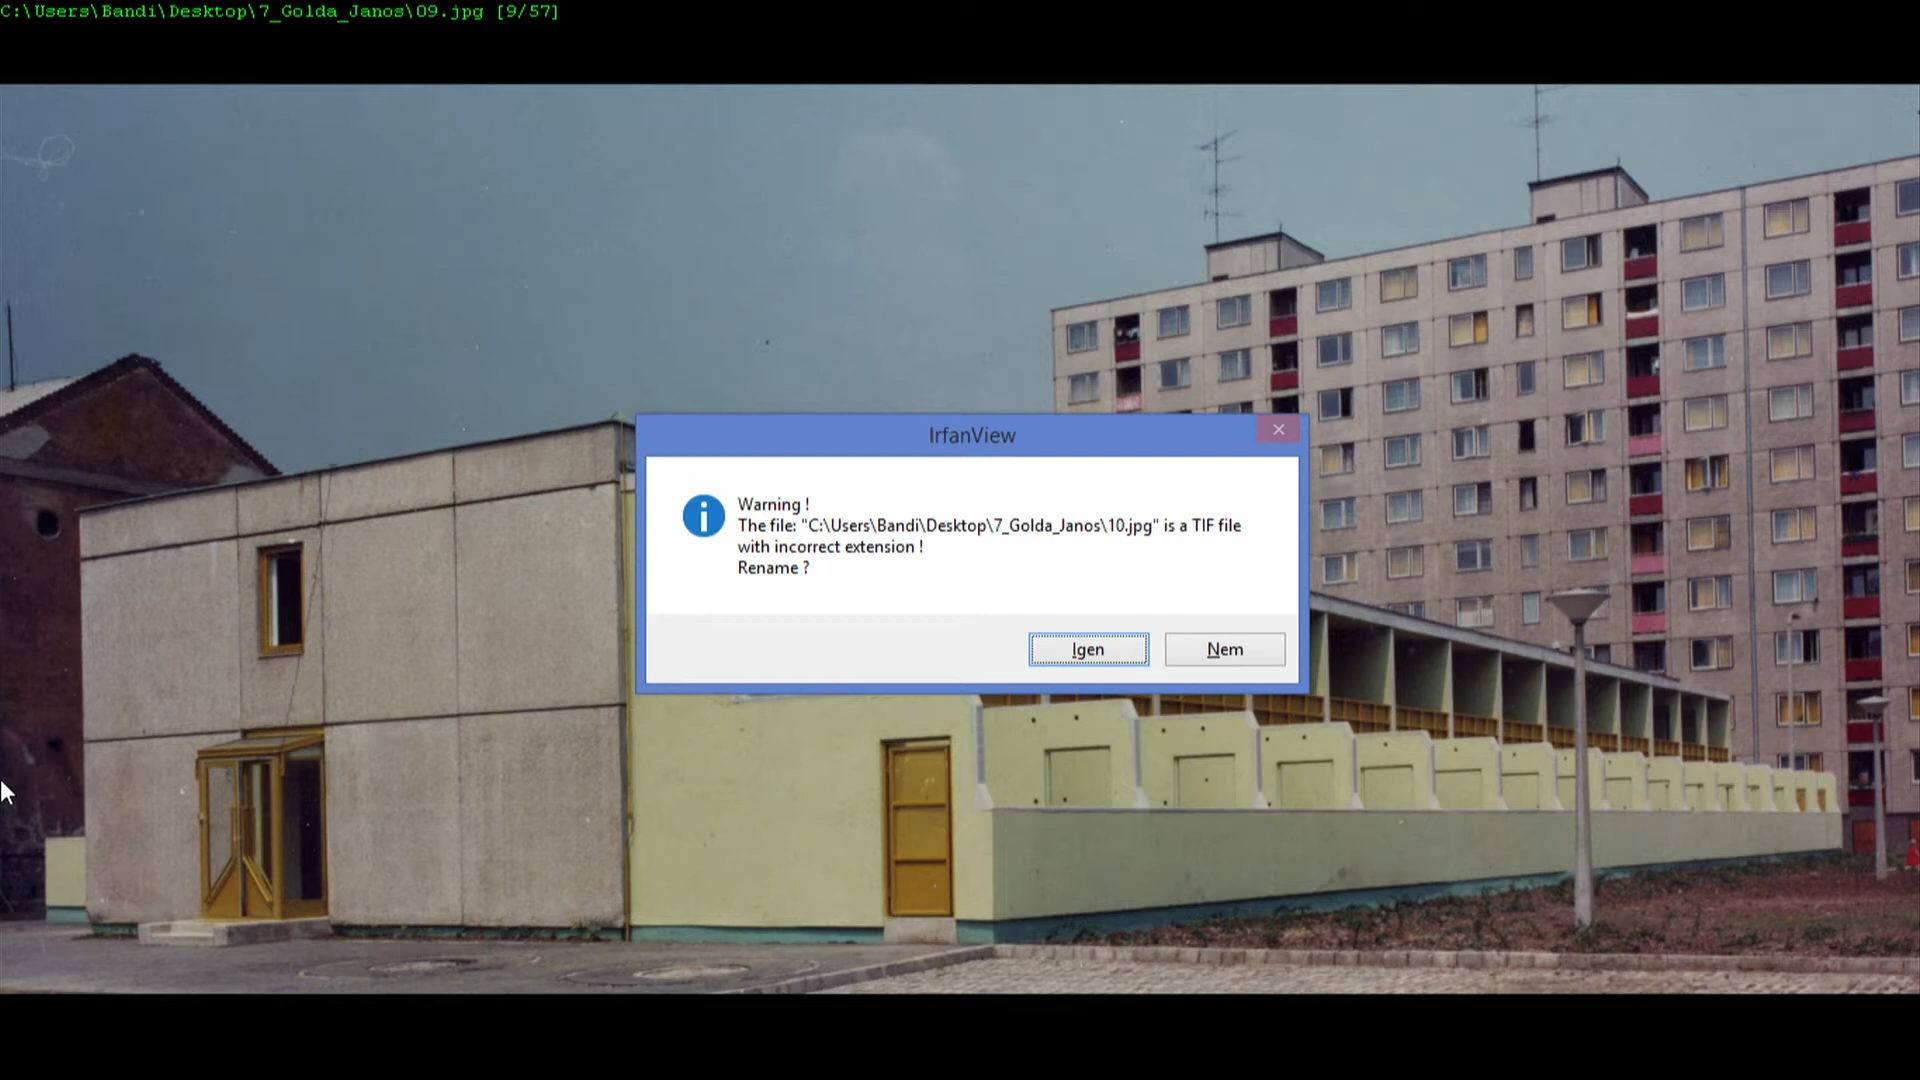 C:\Users\Bandi\Desktop\7_Golda_Janos\09.jpg [9/57]
IrfanView
Warning !
The file: "C:\Users\Bandi\Desktop\7_Golda_Janos\10.jpg" is a TIF file
with incorrect extension !
Rename ?
Igen
Nem